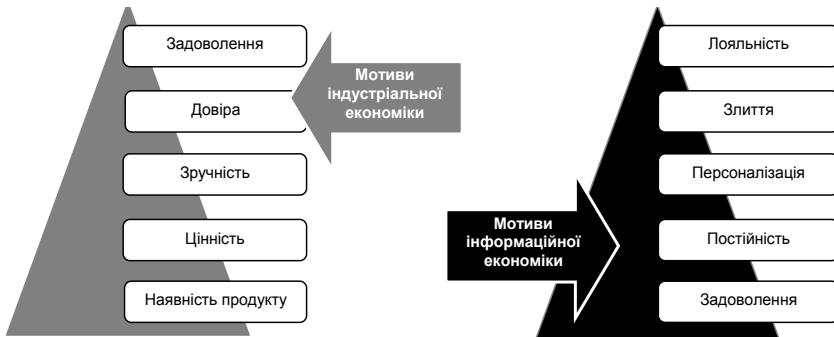 Задоволення
Довіра
Зручність
Цінність
Наявність продукту
Мотиви
індустріальної
економіки
Мотиви
інформаційної
економіки
Лояльність
Злиття
Персоналізація
Постійність
Задоволення